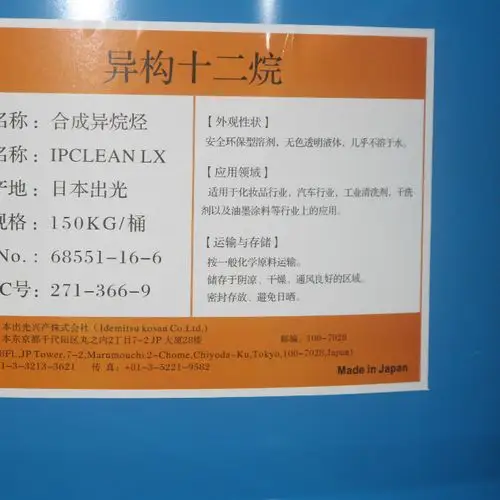 异构十二烷
名称：合成异烷烃
名称：IPCLEAN LX
产地：日本出光
规格：150KG/桶
No.：68551-16-6
C号：271-366-9
【外观性状】
安全环保型溶剂，无色透明液体，几乎不溶于水。
【应用领域】
适用于化妆品行业，汽车行业，工业清洗剂，干洗
剂以及油墨涂料等行业上的应用。
【运输与存储】
按一般化学原料运输。
储存于阴凉、干燥、通风良好的区域。
密封存放、避免日晒。
本出光兴产株式会社(Idemitsu kosan Co.Ltd.)
本东京都千代田区丸之内2丁目7-2 JP 大厦28楼 邮编：100-7028
8Fl.,JP Tower,7-2,Marumouchi 2-Chome,Chiyoda-Ku,Tokyo,100-7028,Japan)
1-3-3213-3621 传真：+81-3-5221-9582
Made in Japan